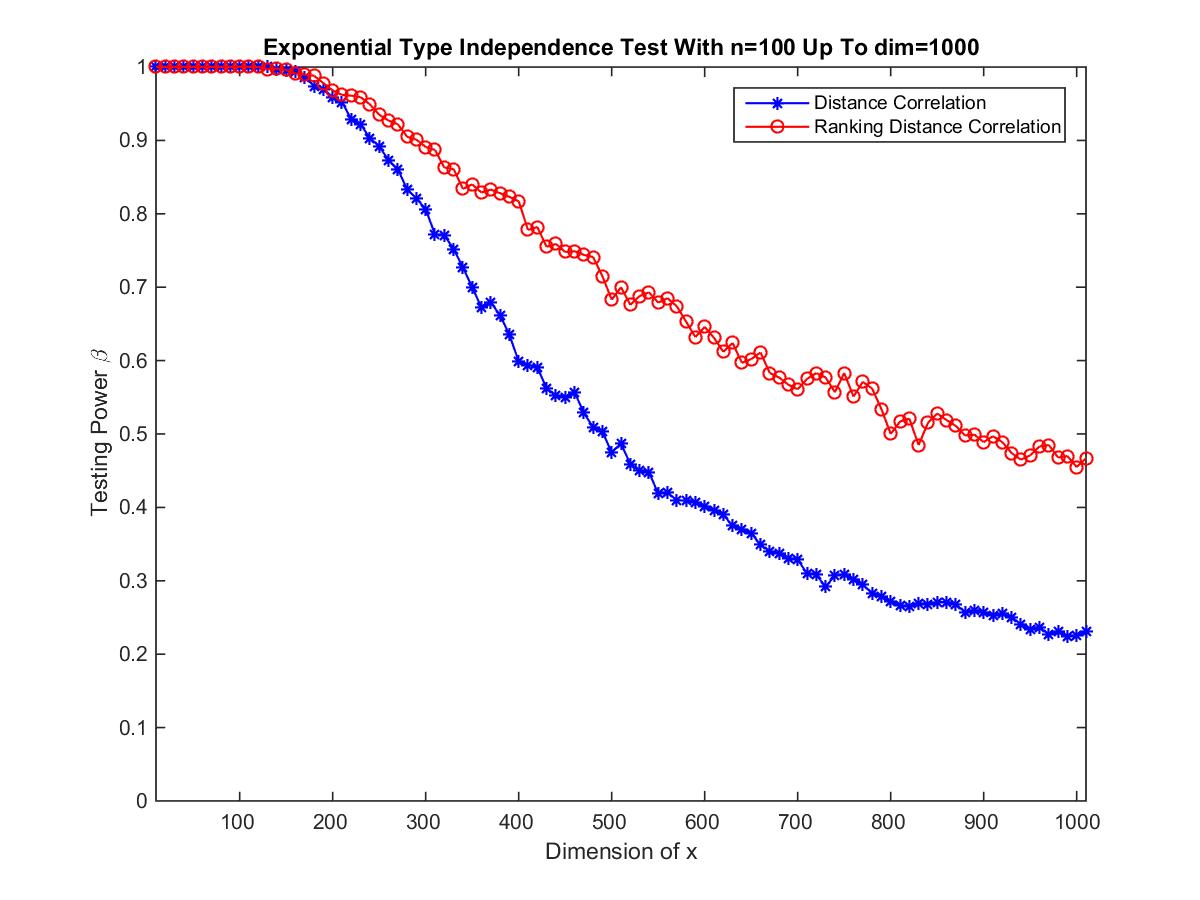 Exponential Type Independence Test With n=100 Up To dim=1000
Distance Correlation
Ranking Distance Correlation
Testing Power β
1
0.9
0.8
0.7
0.6
0.5
0.4
0.3
0.2
0.1
0
100 200 300 400 500 600 700 800 900 1000
Dimension of x